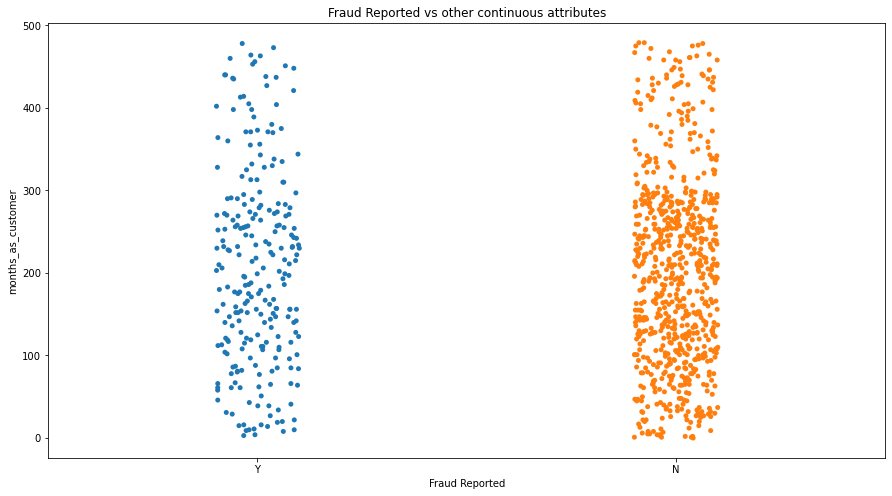 Fraud Reported vs other continuous attributes
500
400
300
200
100
0
months_as_customer
Y
N
Fraud Reported